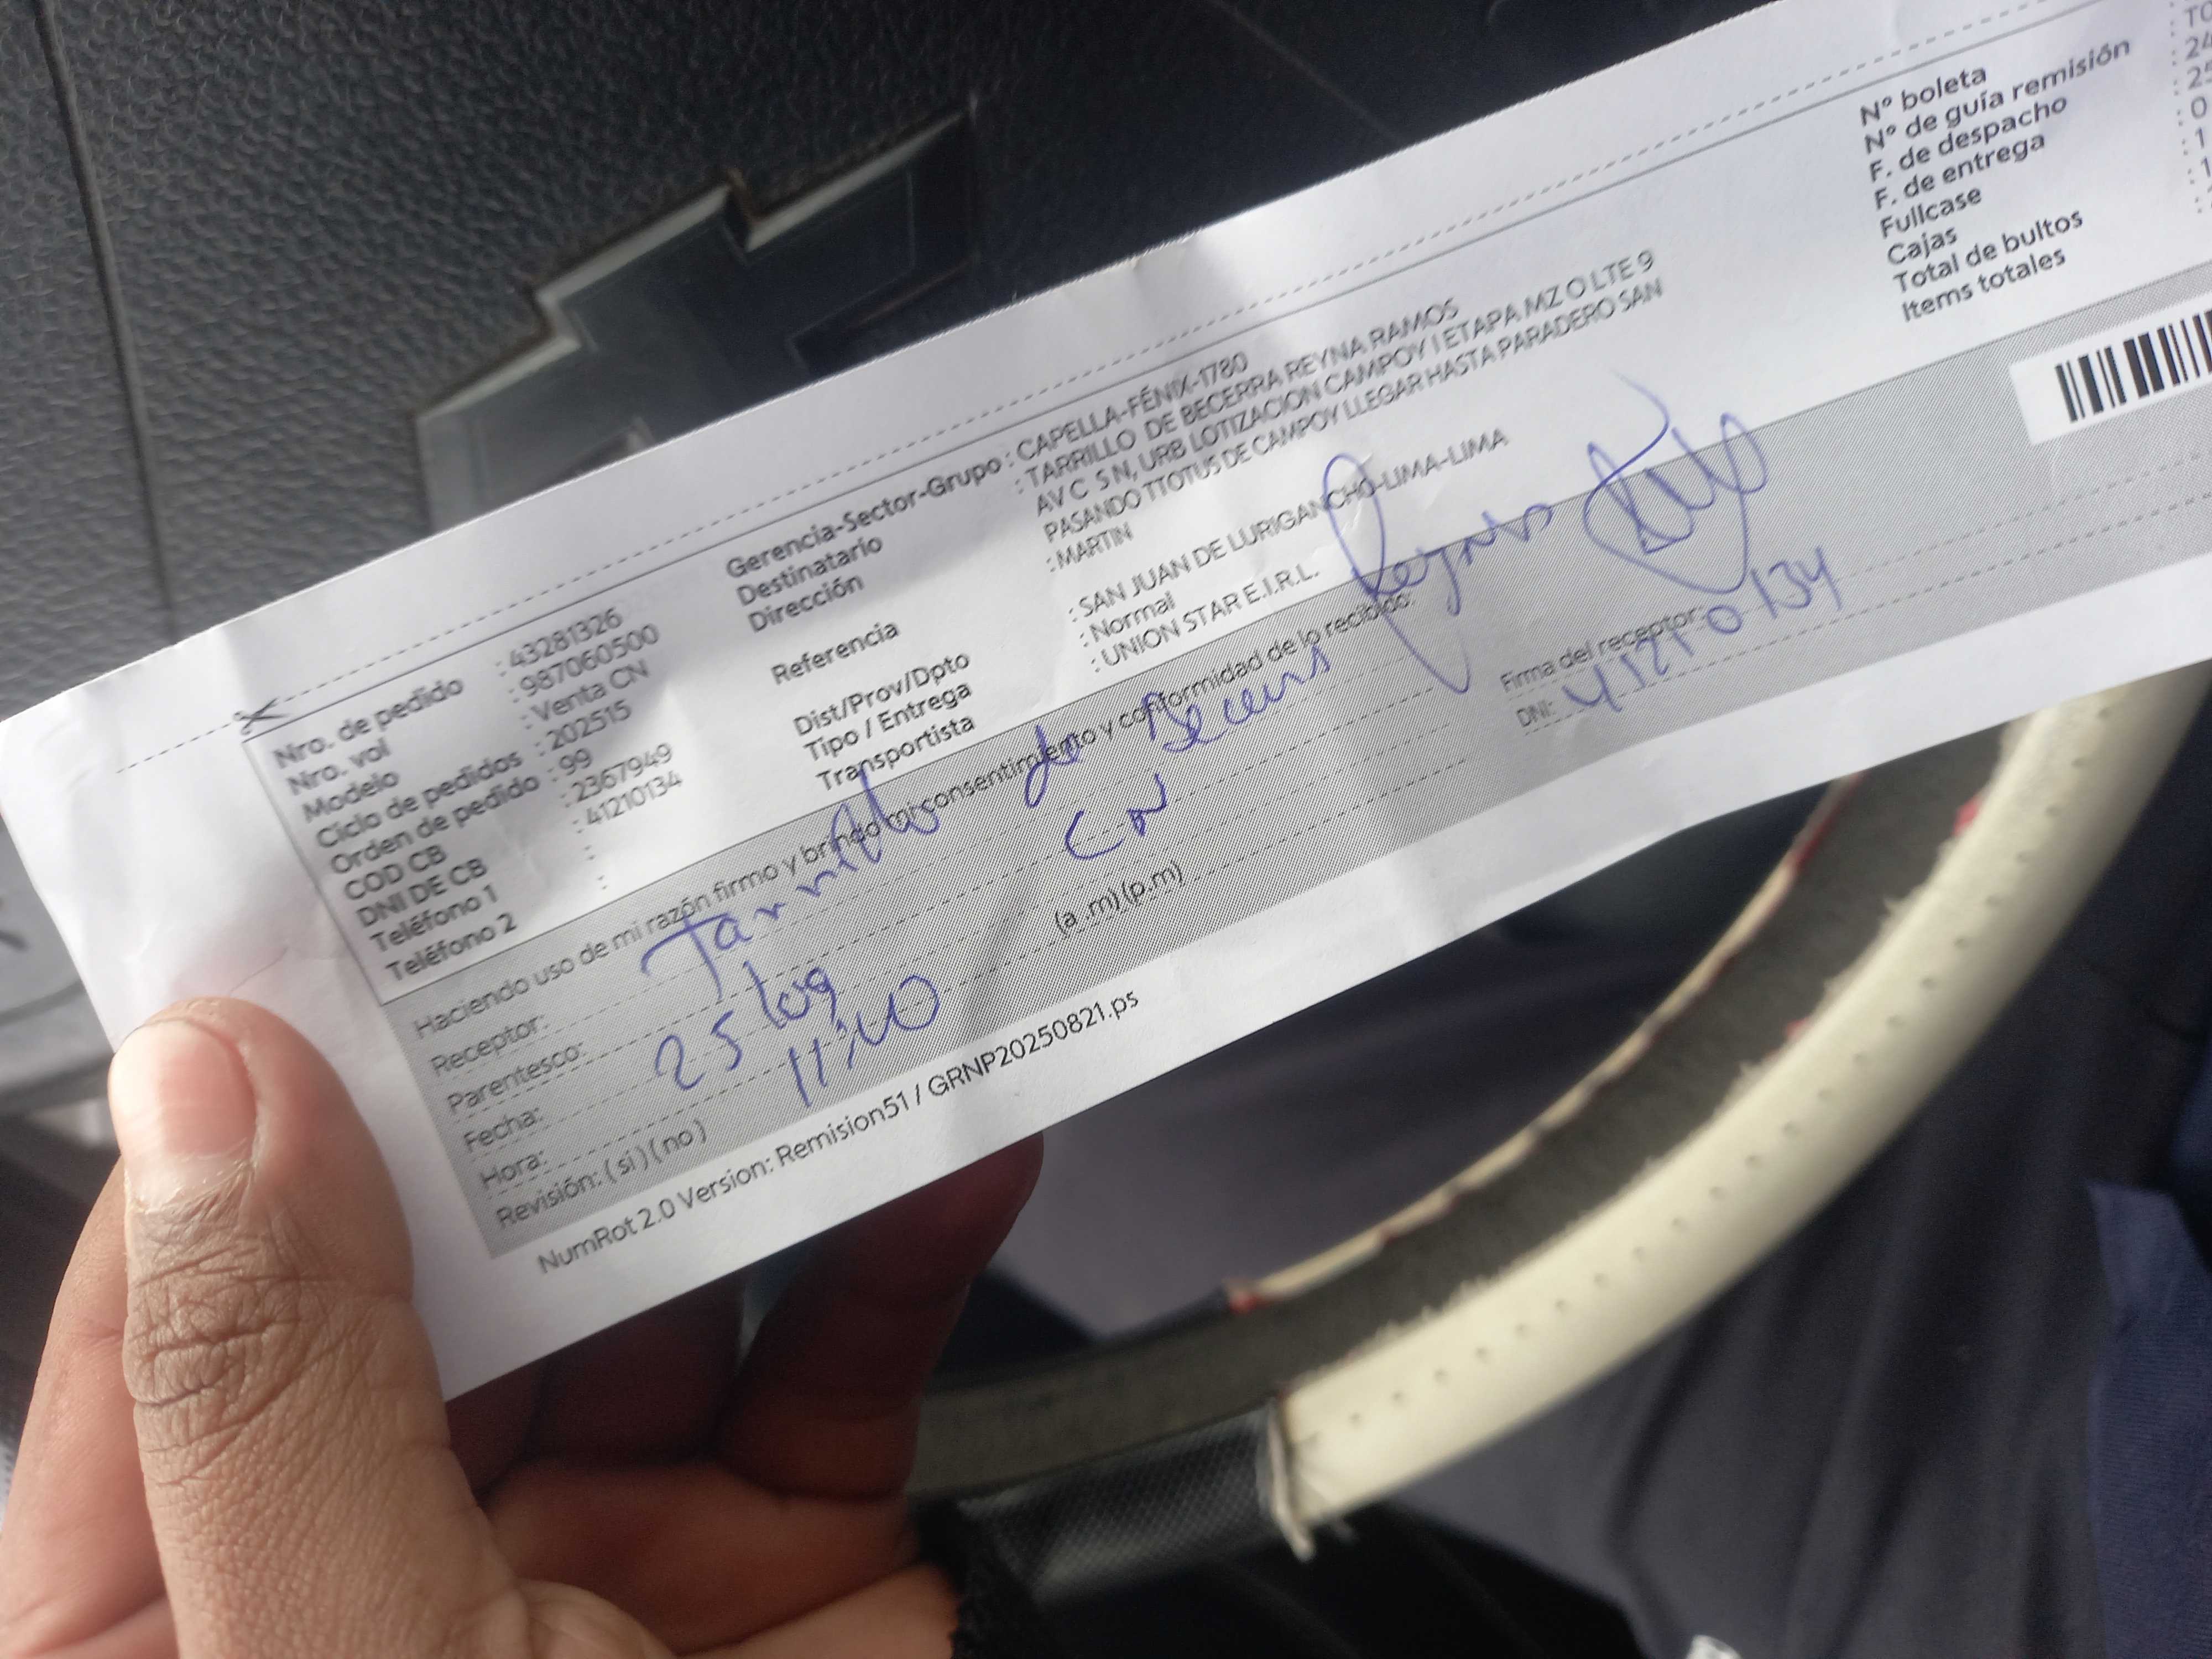 Nro. de pedido : 43281326
Nro. vol : 987060500
Modelo : Venta CN
Ciclo de pedidos : 202515
Orden de pedido : 99
COD CB : 2367949
DNI DE CB : 41210134
Teléfono 1 :
Teléfono 2 :
Gerencia-Sector-Grupo : CAPELLA-FÉNIX-1780
Destinatario : TARRILLO DE BECERRA REYNA RAMOS
Dirección AV C S N, URB LOTIZACION CAMPOY I ETAPA MZ O LTE 9
PASANDO TTOTUS DE CAMPOY LLEGAR HASTA PARADERO SAN
Referencia : MARTIN
Dist/Prov/Dpto : SAN JUAN DE LURIGANCHO-LIMA-LIMA
Tipo / Entrega : Normal
Transportista : UNION STAR E.I.R.L.
N° boleta
N° de guía remisión
F. de despacho
F. de entrega
Fullcase
Cajas
Total de bultos
Items totales
Haciendo uso de mi razón firmo y brindo mi consentimiento y conformidad de lo recibido:
Receptor: Tarrillo de Becerra Reyna
Parentesco: CN
Fecha: 25
Hora: 11:40 (a .m) (p.m)
Revisión: ( si ) ( no )
Firma del receptor:
DNI: 41210134
NumRot 2.0 Version: Remision51 / GRNP20250821.ps